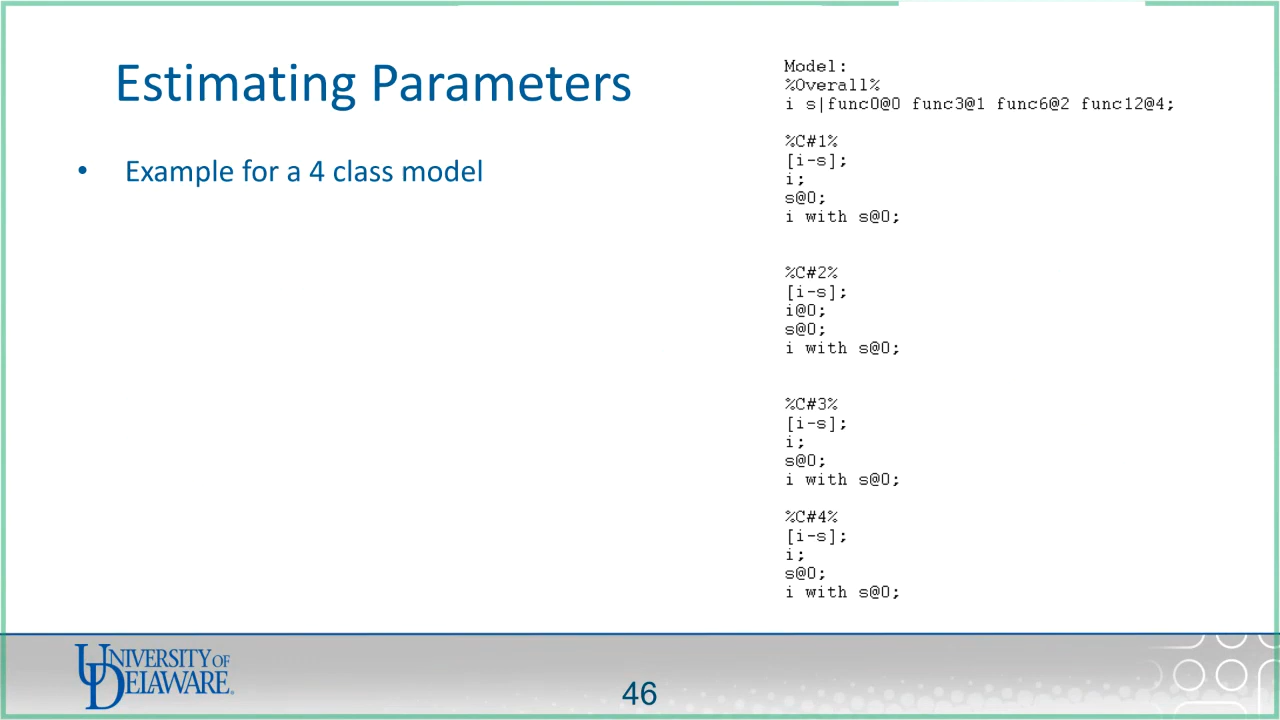 Estimating Parameters
• Example for a 4 class model
Model:
%Overall%
i s|func0@0 func3@1 func6@2 func12@4;
%C#1%
[i-s];
i;
s@0;
i with s@0;
%C#2%
[i-s];
i@0;
s@0;
i with s@0;
%C#3%
[i-s];
i;
s@0;
i with s@0;
%C#4%
[i-s];
i;
s@0;
i with s@0;
UNIVERSITY OF
DELAWARE.
46